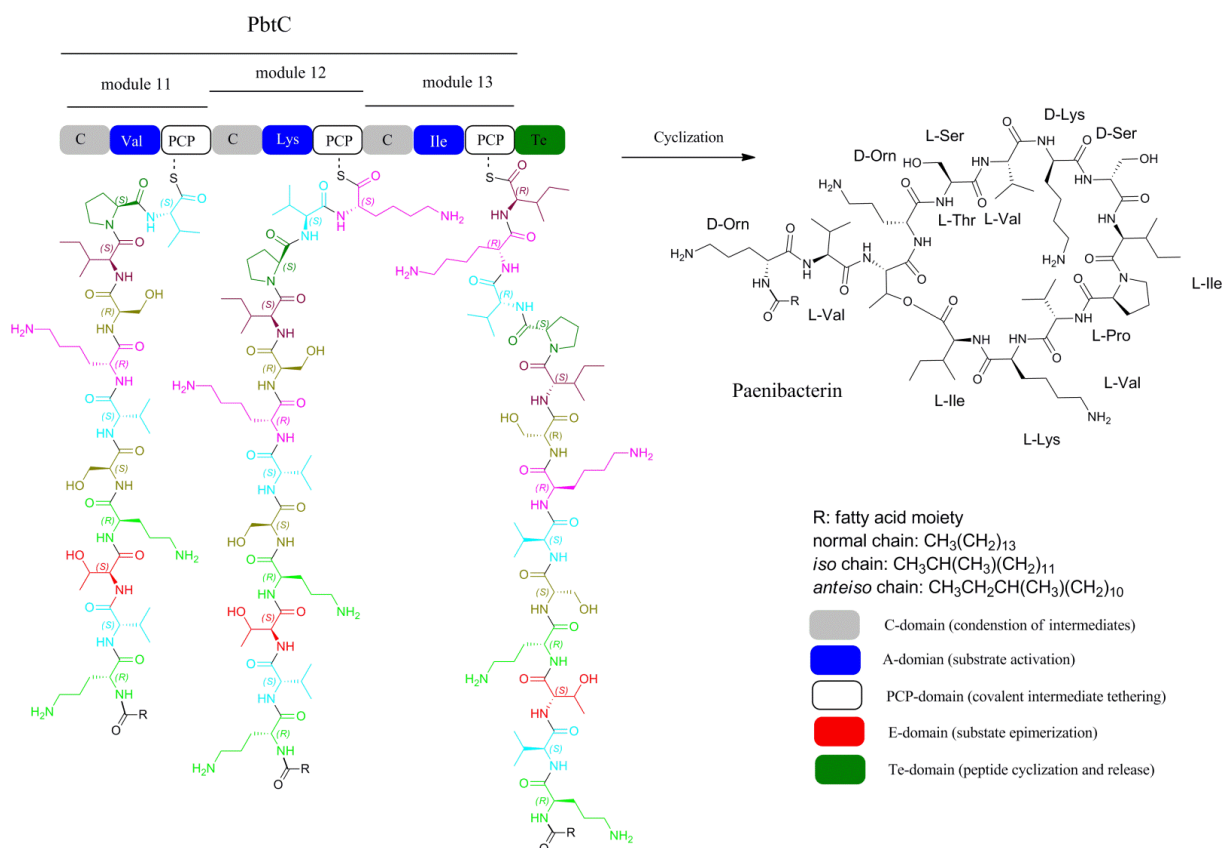 PbtC
module 11
module 12
module 13
C Val PCP C Lys PCP C Ile PCP Te
Cyclization
D-Orn
L-Ser
D-Lys
D-Ser
D-Orn
L-Thr
L-Val
L-Val
L-Ile
L-Pro
L-Val
L-Ile
L-Lys
Paenibacterin
R: fatty acid moiety
normal chain: CH3(CH2)13
iso chain: CH3CH(CH3)(CH2)11
anteiso chain: CH3CH2CH(CH3)(CH2)10
C-domain (condenstion of intermediates)
A-domian (substrate activation)
PCP-domain (covalent intermediate tethering)
E-domain (substate epimerization)
Te-domain (peptide cyclization and release)